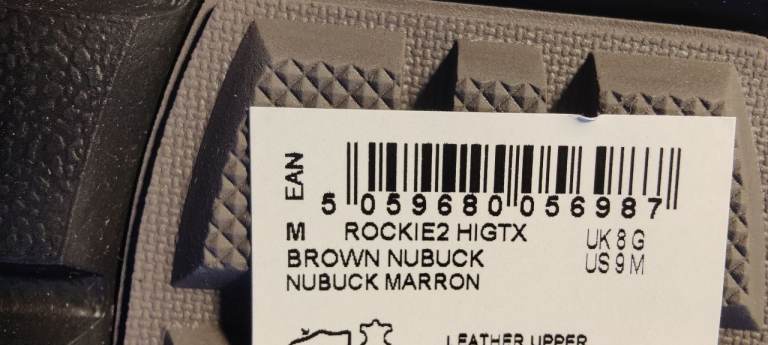 EAN
5 059680 056987
M ROCKIE2 HIGTX UK 8 G
BROWN NUBUCK US 9 M
NUBUCK MARRON
LEATHER UPPER